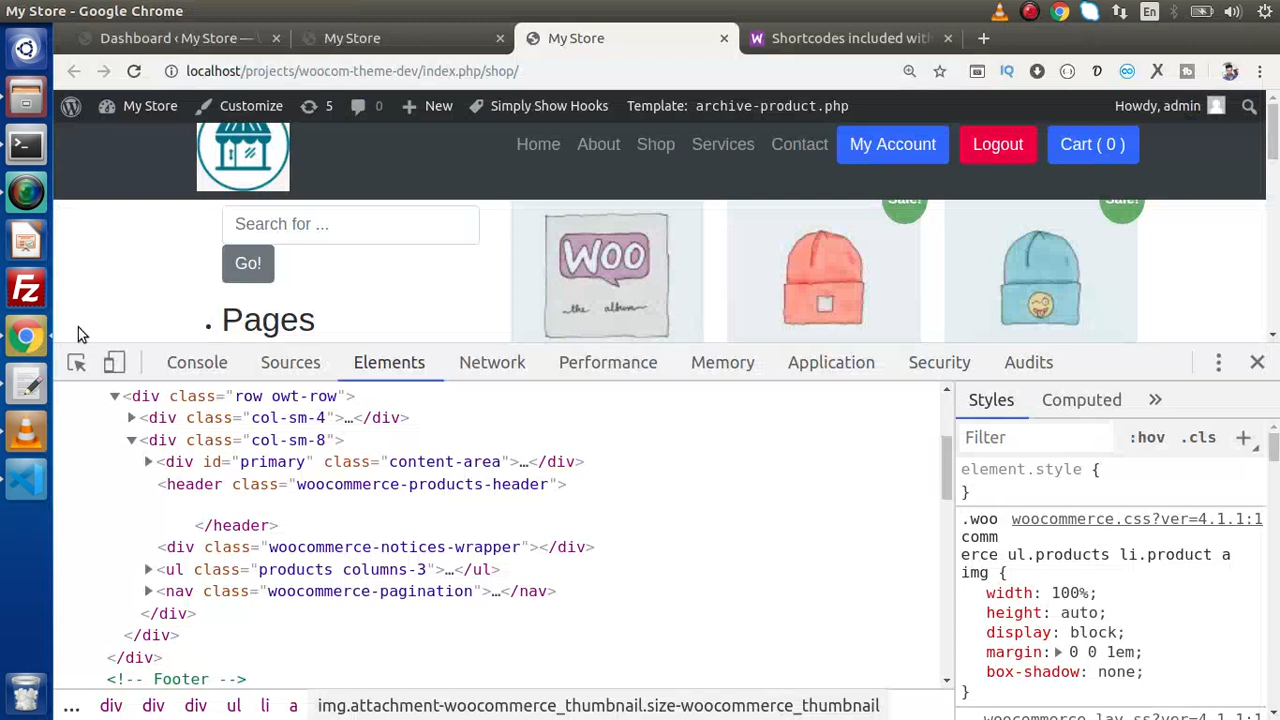 My Store - Google Chrome
En
Dashboard ‹ My Store — \ ×
My Store ×
My Store ×
Shortcodes included with ×
localhost/projects/woocom-theme-dev/index.php/shop/
My Store Customize 5 0 New Simply Show Hooks Template: archive-product.php Howdy, admin
Home About Shop Services Contact My Account Logout Cart ( 0 )
Search for ...
Sale!
Sale!
Go!
WOO
the album
Pages
Console Sources Elements Network Performance Memory Application Security Audits
<div class="row owt-row">
<div class="col-sm-4">…</div>
<div class="col-sm-8">
<div id="primary" class="content-area">…</div>
<header class="woocommerce-products-header">
</header>
<div class="woocommerce-notices-wrapper"></div>
<ul class="products columns-3">…</ul>
<nav class="woocommerce-pagination">…</nav>
</div>
</div>
</div>
<!-- Footer -->
... div div div ul li a img.attachment-woocommerce_thumbnail.size-woocommerce_thumbnail
Styles Computed »
Filter :hov .cls +
element.style {
}
.woo woocommerce.css?ver=4.1.1:1
comm
erce ul.products li.product a
img {
width: 100%;
height: auto;
display: block;
margin: 0 0 1em;
box-shadow: none;
}